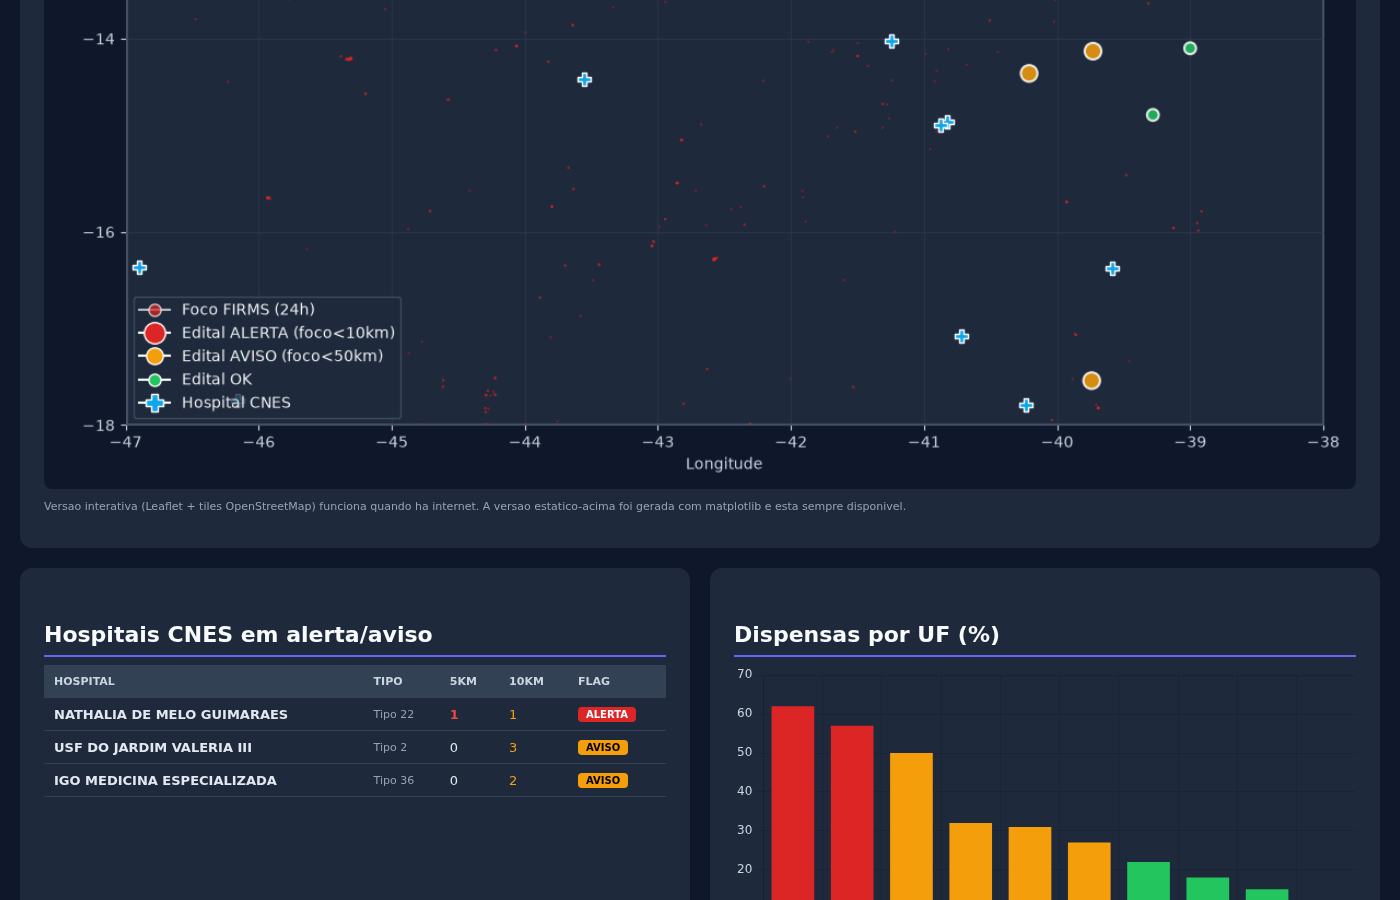 −14
−16
−18
Foco FIRMS (24h)
Edital ALERTA (foco<10km)
Edital AVISO (foco<50km)
Edital OK
Hospital CNES
−47 −46 −45 −44 −43 −42 −41 −40 −39 −38
Longitude
Versao interativa (Leaflet + tiles OpenStreetMap) funciona quando ha internet. A versao estatico-acima foi gerada com matplotlib e esta sempre disponivel.
Hospitais CNES em alerta/aviso
HOSPITAL TIPO 5KM 10KM FLAG
NATHALIA DE MELO GUIMARAES Tipo 22 1 1 ALERTA
USF DO JARDIM VALERIA III Tipo 2 0 3 AVISO
IGO MEDICINA ESPECIALIZADA Tipo 36 0 2 AVISO
Dispensas por UF (%)
70
60
50
40
30
20